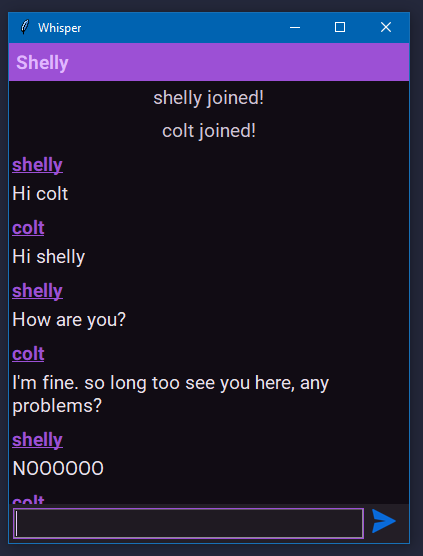 Whisper
Shelly
shelly joined!
colt joined!
shelly
Hi colt
colt
Hi shelly
shelly
How are you?
colt
I'm fine. so long too see you here, any
problems?
shelly
NOOOOOO
colt